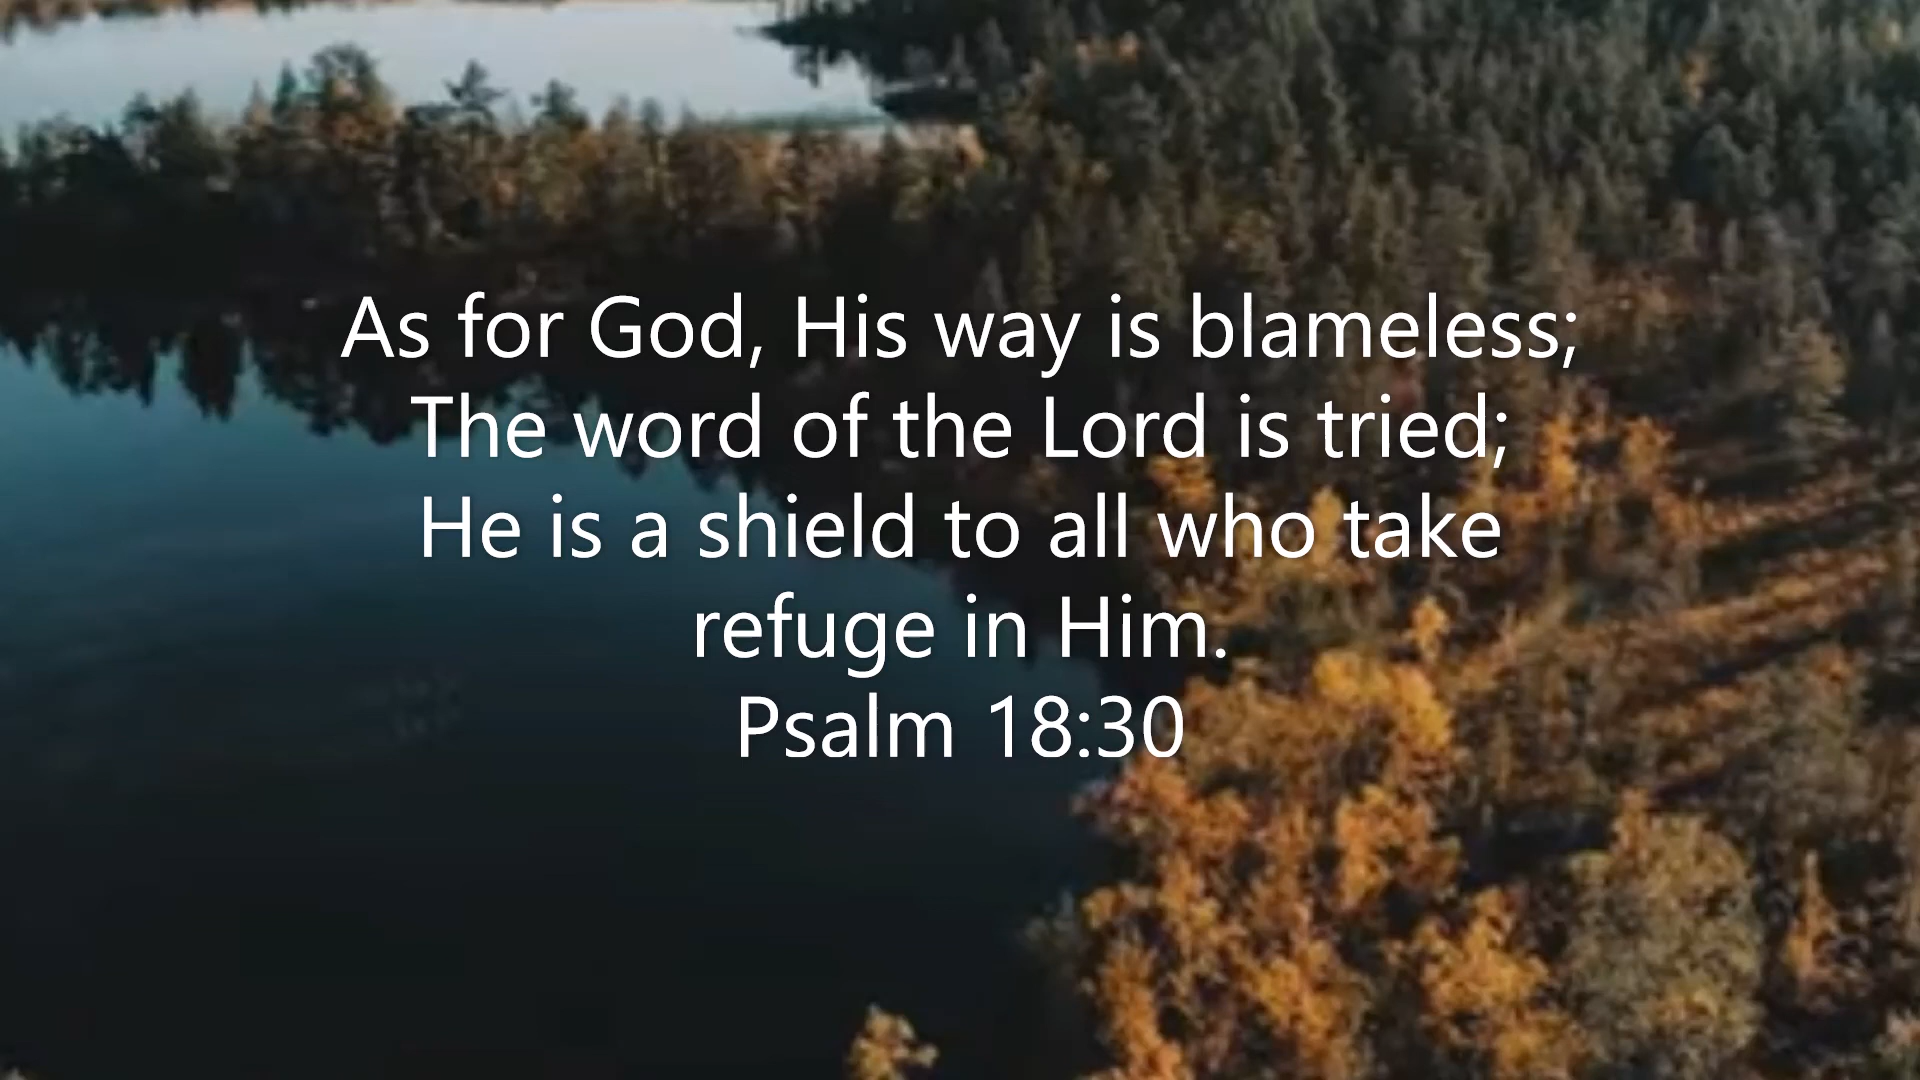 As for God, His way is blameless;
The word of the Lord is tried;
He is a shield to all who take
refuge in Him.
Psalm 18:30